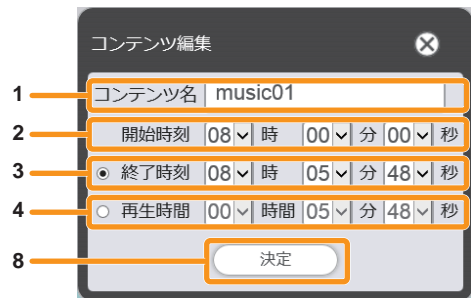 コンテンツ編集
1 コンテンツ名 music01
2 開始時刻 08 時 00 分 00 秒
3 終了時刻 08 時 05 分 48 秒
4 再生時間 00 時間 05 分 48 秒
8 決定